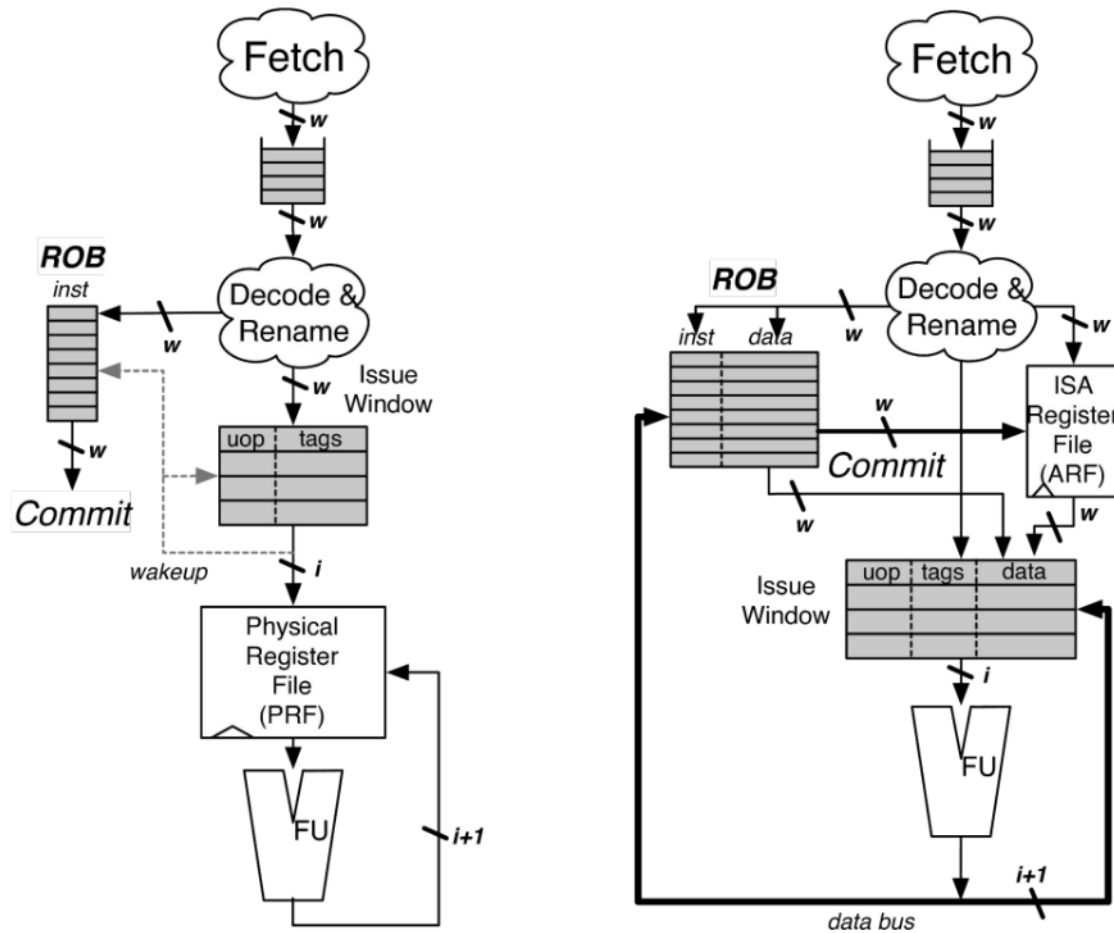 Fetch
w
w
ROB
inst
Decode &
Rename
w
w
Issue
Window
uop
tags
w
Commit
wakeup
i
Physical
Register
File
(PRF)
FU
i+1
Fetch
w
w
ROB
Decode &
Rename
w
w
inst
data
ISA
Register
File
(ARF)
w
Commit
w
w
uop
tags
data
Issue
Window
i
FU
i+1
data bus